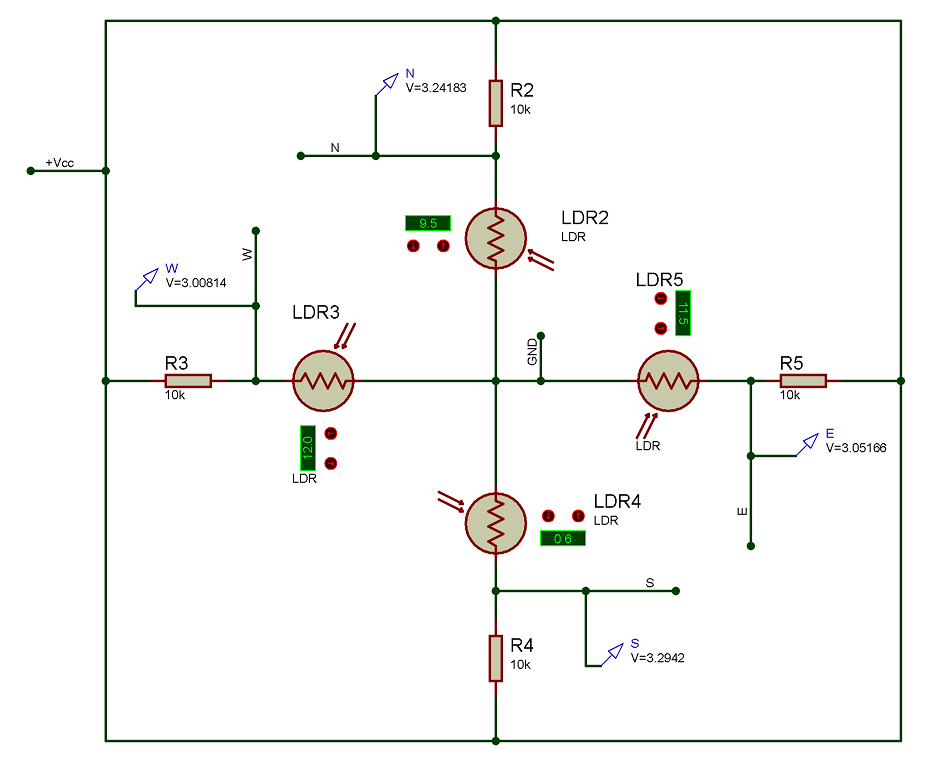 N
V=3.24183
R2
10k
N
+Vcc
9.5
LDR2
LDR
W
W
V=3.00814
LDR5
11.5
LDR3
GND
R3
10k
R5
10k
12.0
LDR
LDR
E
V=3.05166
E
LDR4
LDR
9.0
S
R4
10k
S
V=3.2942